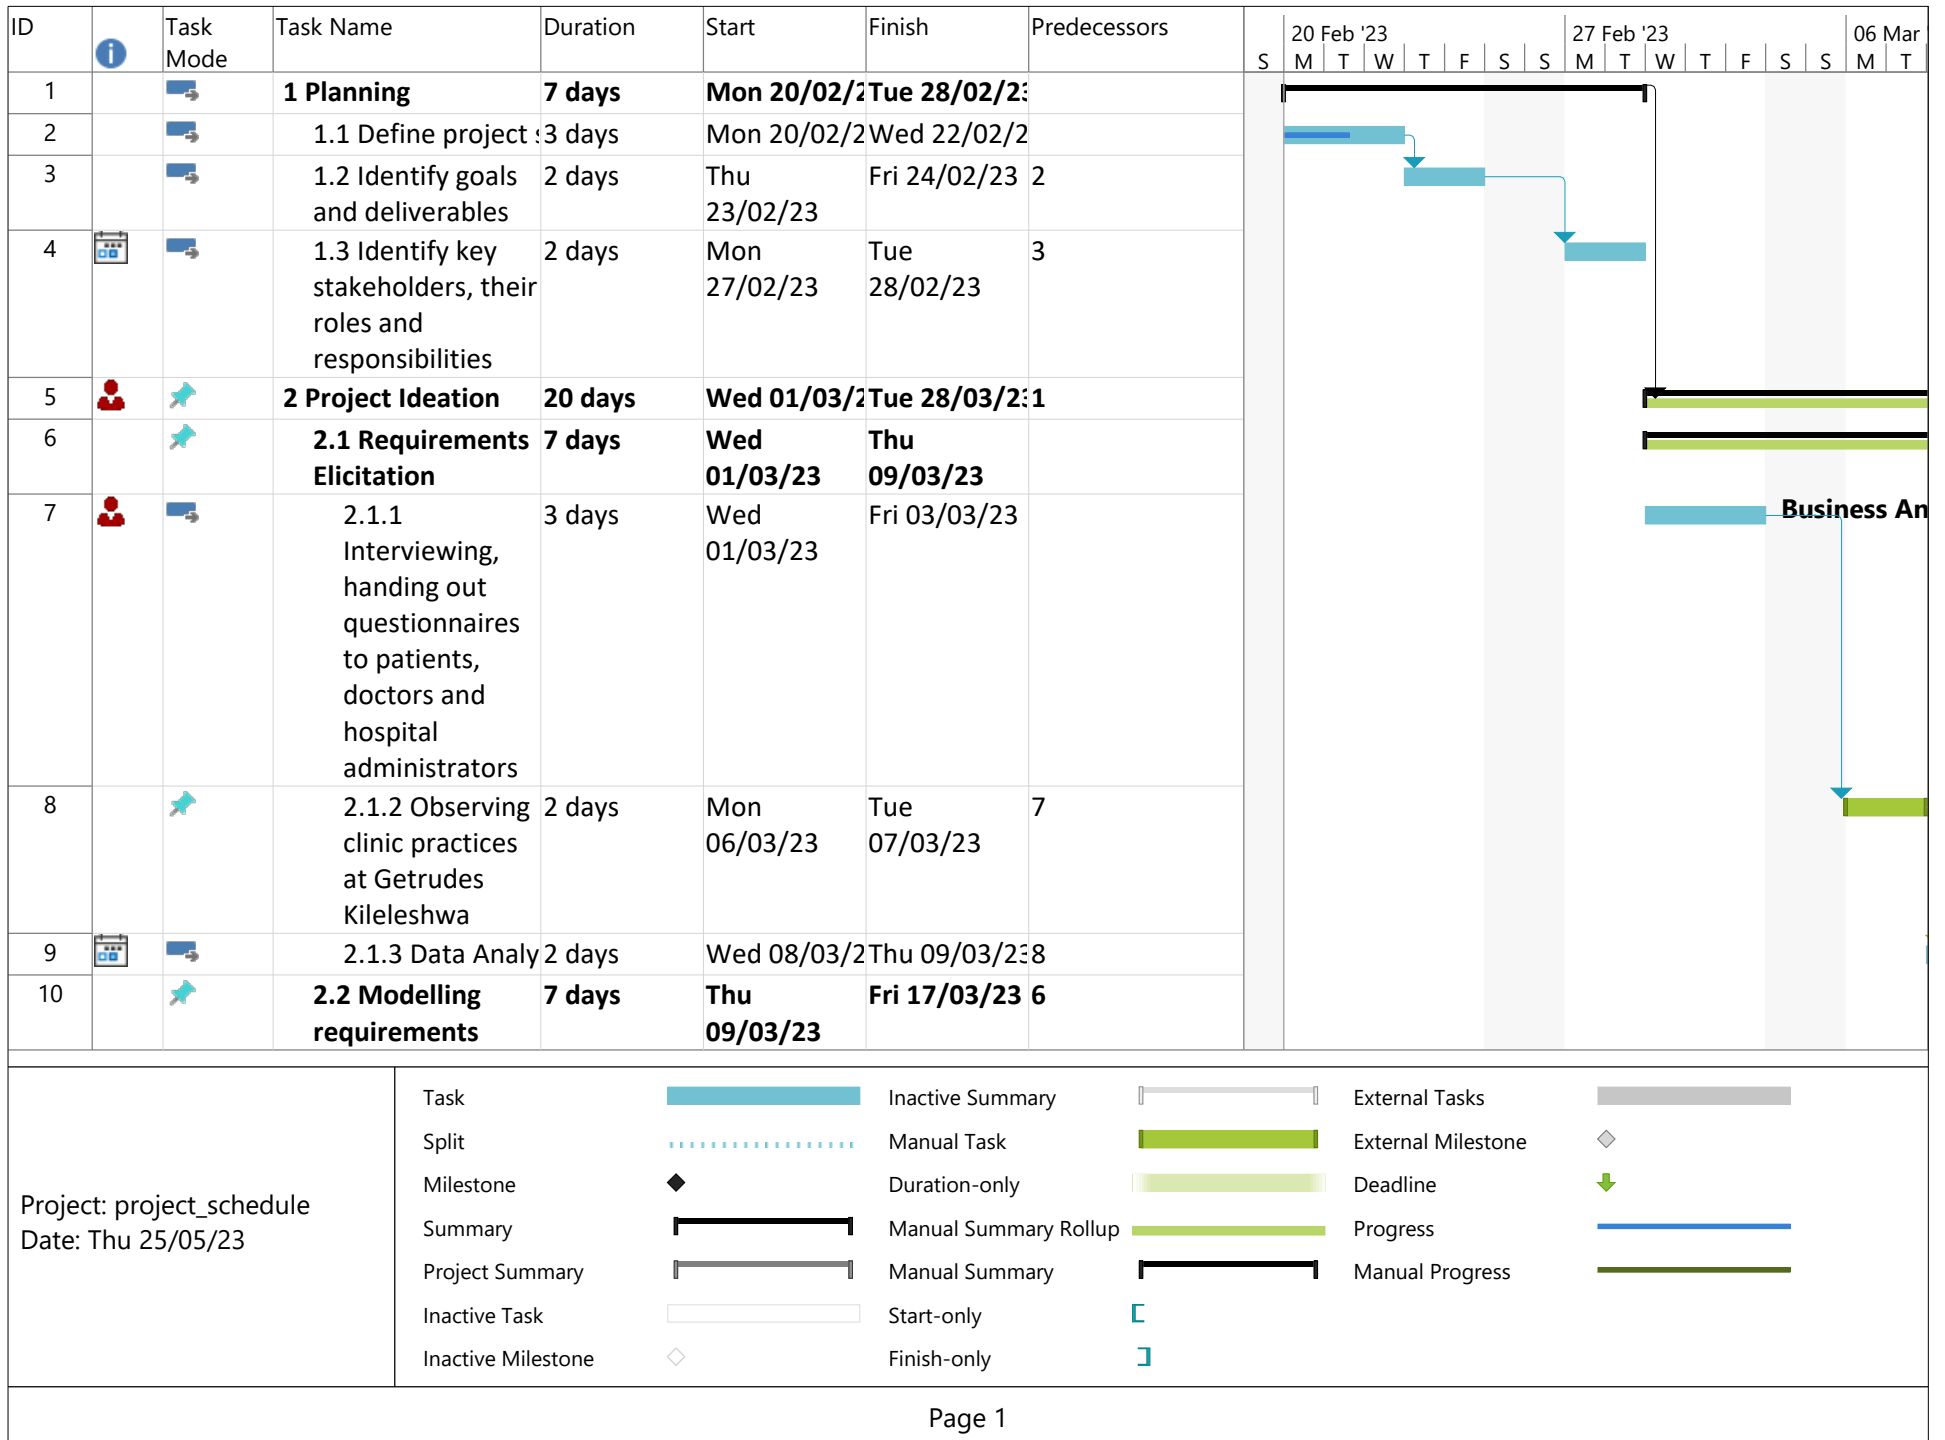 ID Task Mode Task Name Duration Start Finish Predecessors
20 Feb '23 27 Feb '23 06 Mar '
S M T W T F S S M T W T F S S M T
1 1 Planning 7 days Mon 20/02/2 Tue 28/02/23
2 1.1 Define project s 3 days Mon 20/02/2 Wed 22/02/2
3 1.2 Identify goals 2 days Thu Fri 24/02/23 2
and deliverables 23/02/23
4 1.3 Identify key 2 days Mon Tue 3
stakeholders, their 27/02/23 28/02/23
roles and
responsibilities
5 2 Project Ideation 20 days Wed 01/03/2 Tue 28/03/23 1
6 2.1 Requirements 7 days Wed Thu
Elicitation 01/03/23 09/03/23
7 2.1.1 3 days Wed Fri 03/03/23 Business An
Interviewing, 01/03/23
handing out
questionnaires
to patients,
doctors and
hospital
administrators
8 2.1.2 Observing 2 days Mon Tue 7
clinic practices 06/03/23 07/03/23
at Getrudes
Kileleshwa
9 2.1.3 Data Analy 2 days Wed 08/03/2 Thu 09/03/23 8
10 2.2 Modelling 7 days Thu Fri 17/03/23 6
requirements 09/03/23
Project: project_schedule
Date: Thu 25/05/23
Task
Split
Milestone
Summary
Project Summary
Inactive Task
Inactive Milestone
Inactive Summary
Manual Task
Duration-only
Manual Summary Rollup
Manual Summary
Start-only
Finish-only
External Tasks
External Milestone
Deadline
Progress
Manual Progress
Page 1